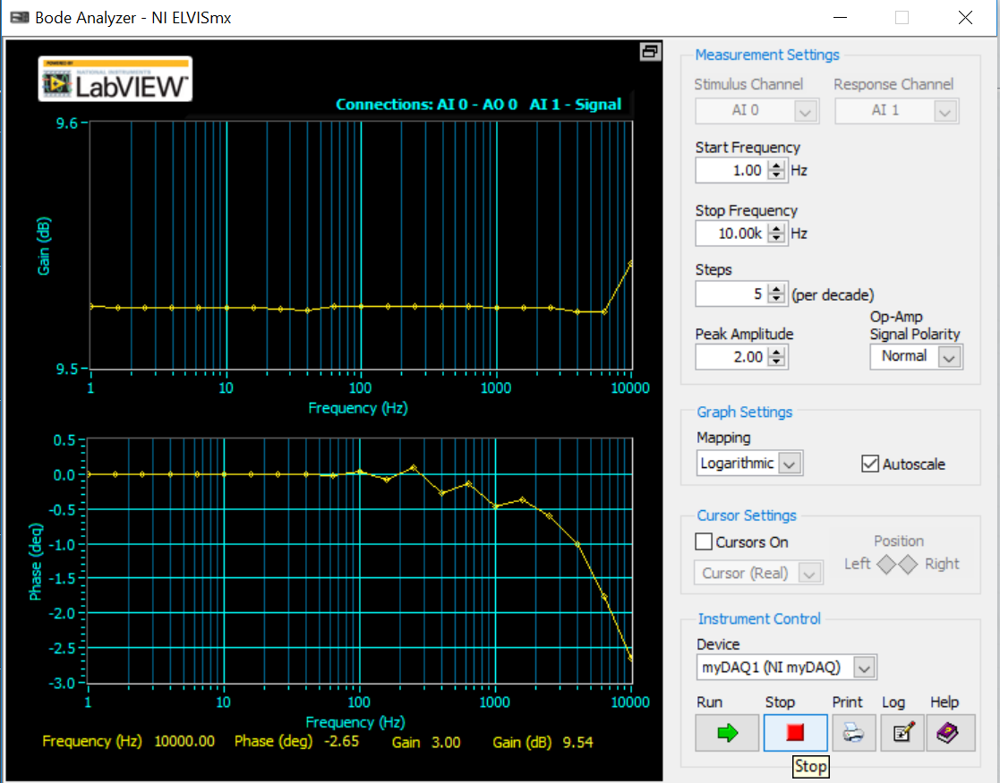 Bode Analyzer - NI ELVISmx
POWERED BY
NATIONAL INSTRUMENTS
LabVIEW™
Connections: AI 0 - AO 0 AI 1 - Signal
9.6
Gain (dB)
9.5
1 10 100 1000 10000
Frequency (Hz)
0.5
0.0
-0.5
-1.0
-1.5
-2.0
-2.5
-3.0
Phase (deg)
1 10 100 1000 10000
Frequency (Hz)
Frequency (Hz) 10000.00 Phase (deg) -2.65 Gain 3.00 Gain (dB) 9.54
Measurement Settings
Stimulus Channel Response Channel
AI 0 AI 1
Start Frequency
1.00 Hz
Stop Frequency
10.00k Hz
Steps
5 (per decade)
Op-Amp
Peak Amplitude Signal Polarity
2.00 Normal
Graph Settings
Mapping
Logarithmic Autoscale
Cursor Settings
Cursors On Position
Cursor (Real) Left Right
Instrument Control
Device
myDAQ1 (NI myDAQ)
Run Stop Print Log Help
Stop